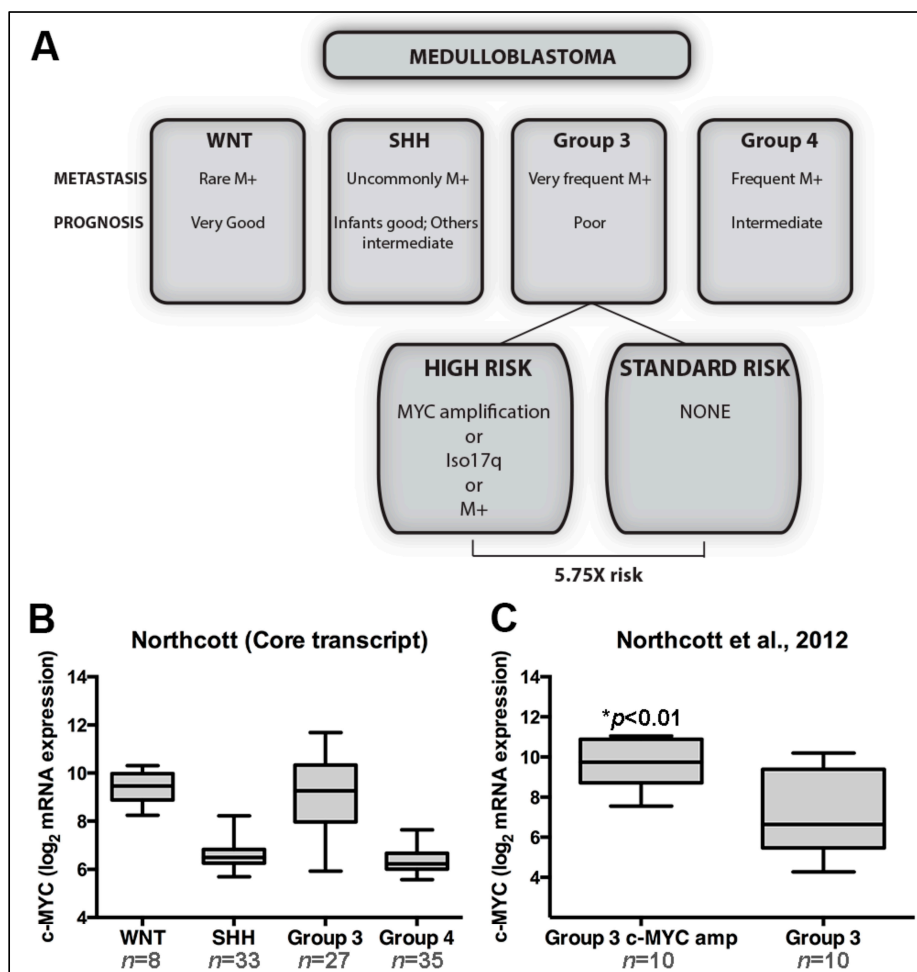 A
MEDULLOBLASTOMA
WNT
SHH
Group 3
Group 4
METASTASIS
Rare M+
Uncommonly M+
Very frequent M+
Frequent M+
PROGNOSIS
Very Good
Infants good; Others
intermediate
Poor
Intermediate
HIGH RISK
MYC amplification
or
Iso17q
or
M+
STANDARD RISK
NONE
5.75X risk
B
Northcott (Core transcript)
c-MYC (log2 mRNA expression)
14
12
10
8
6
4
WNT
SHH
Group 3
Group 4
n=8
n=33
n=27
n=35
C
Northcott et al., 2012
c-MYC (log2 mRNA expression)
14
12
10
8
6
4
*p<0.01
Group 3 c-MYC amp
Group 3
n=10
n=10